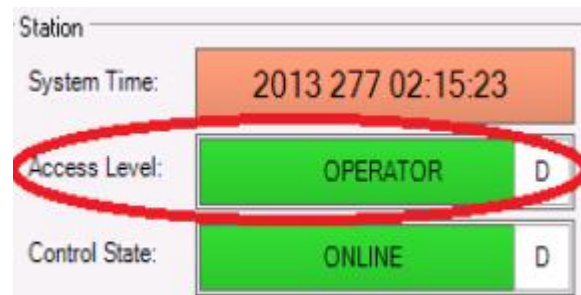 Station
System Time: 2013 277 02:15:23
Access Level: OPERATOR D
Control State: ONLINE D